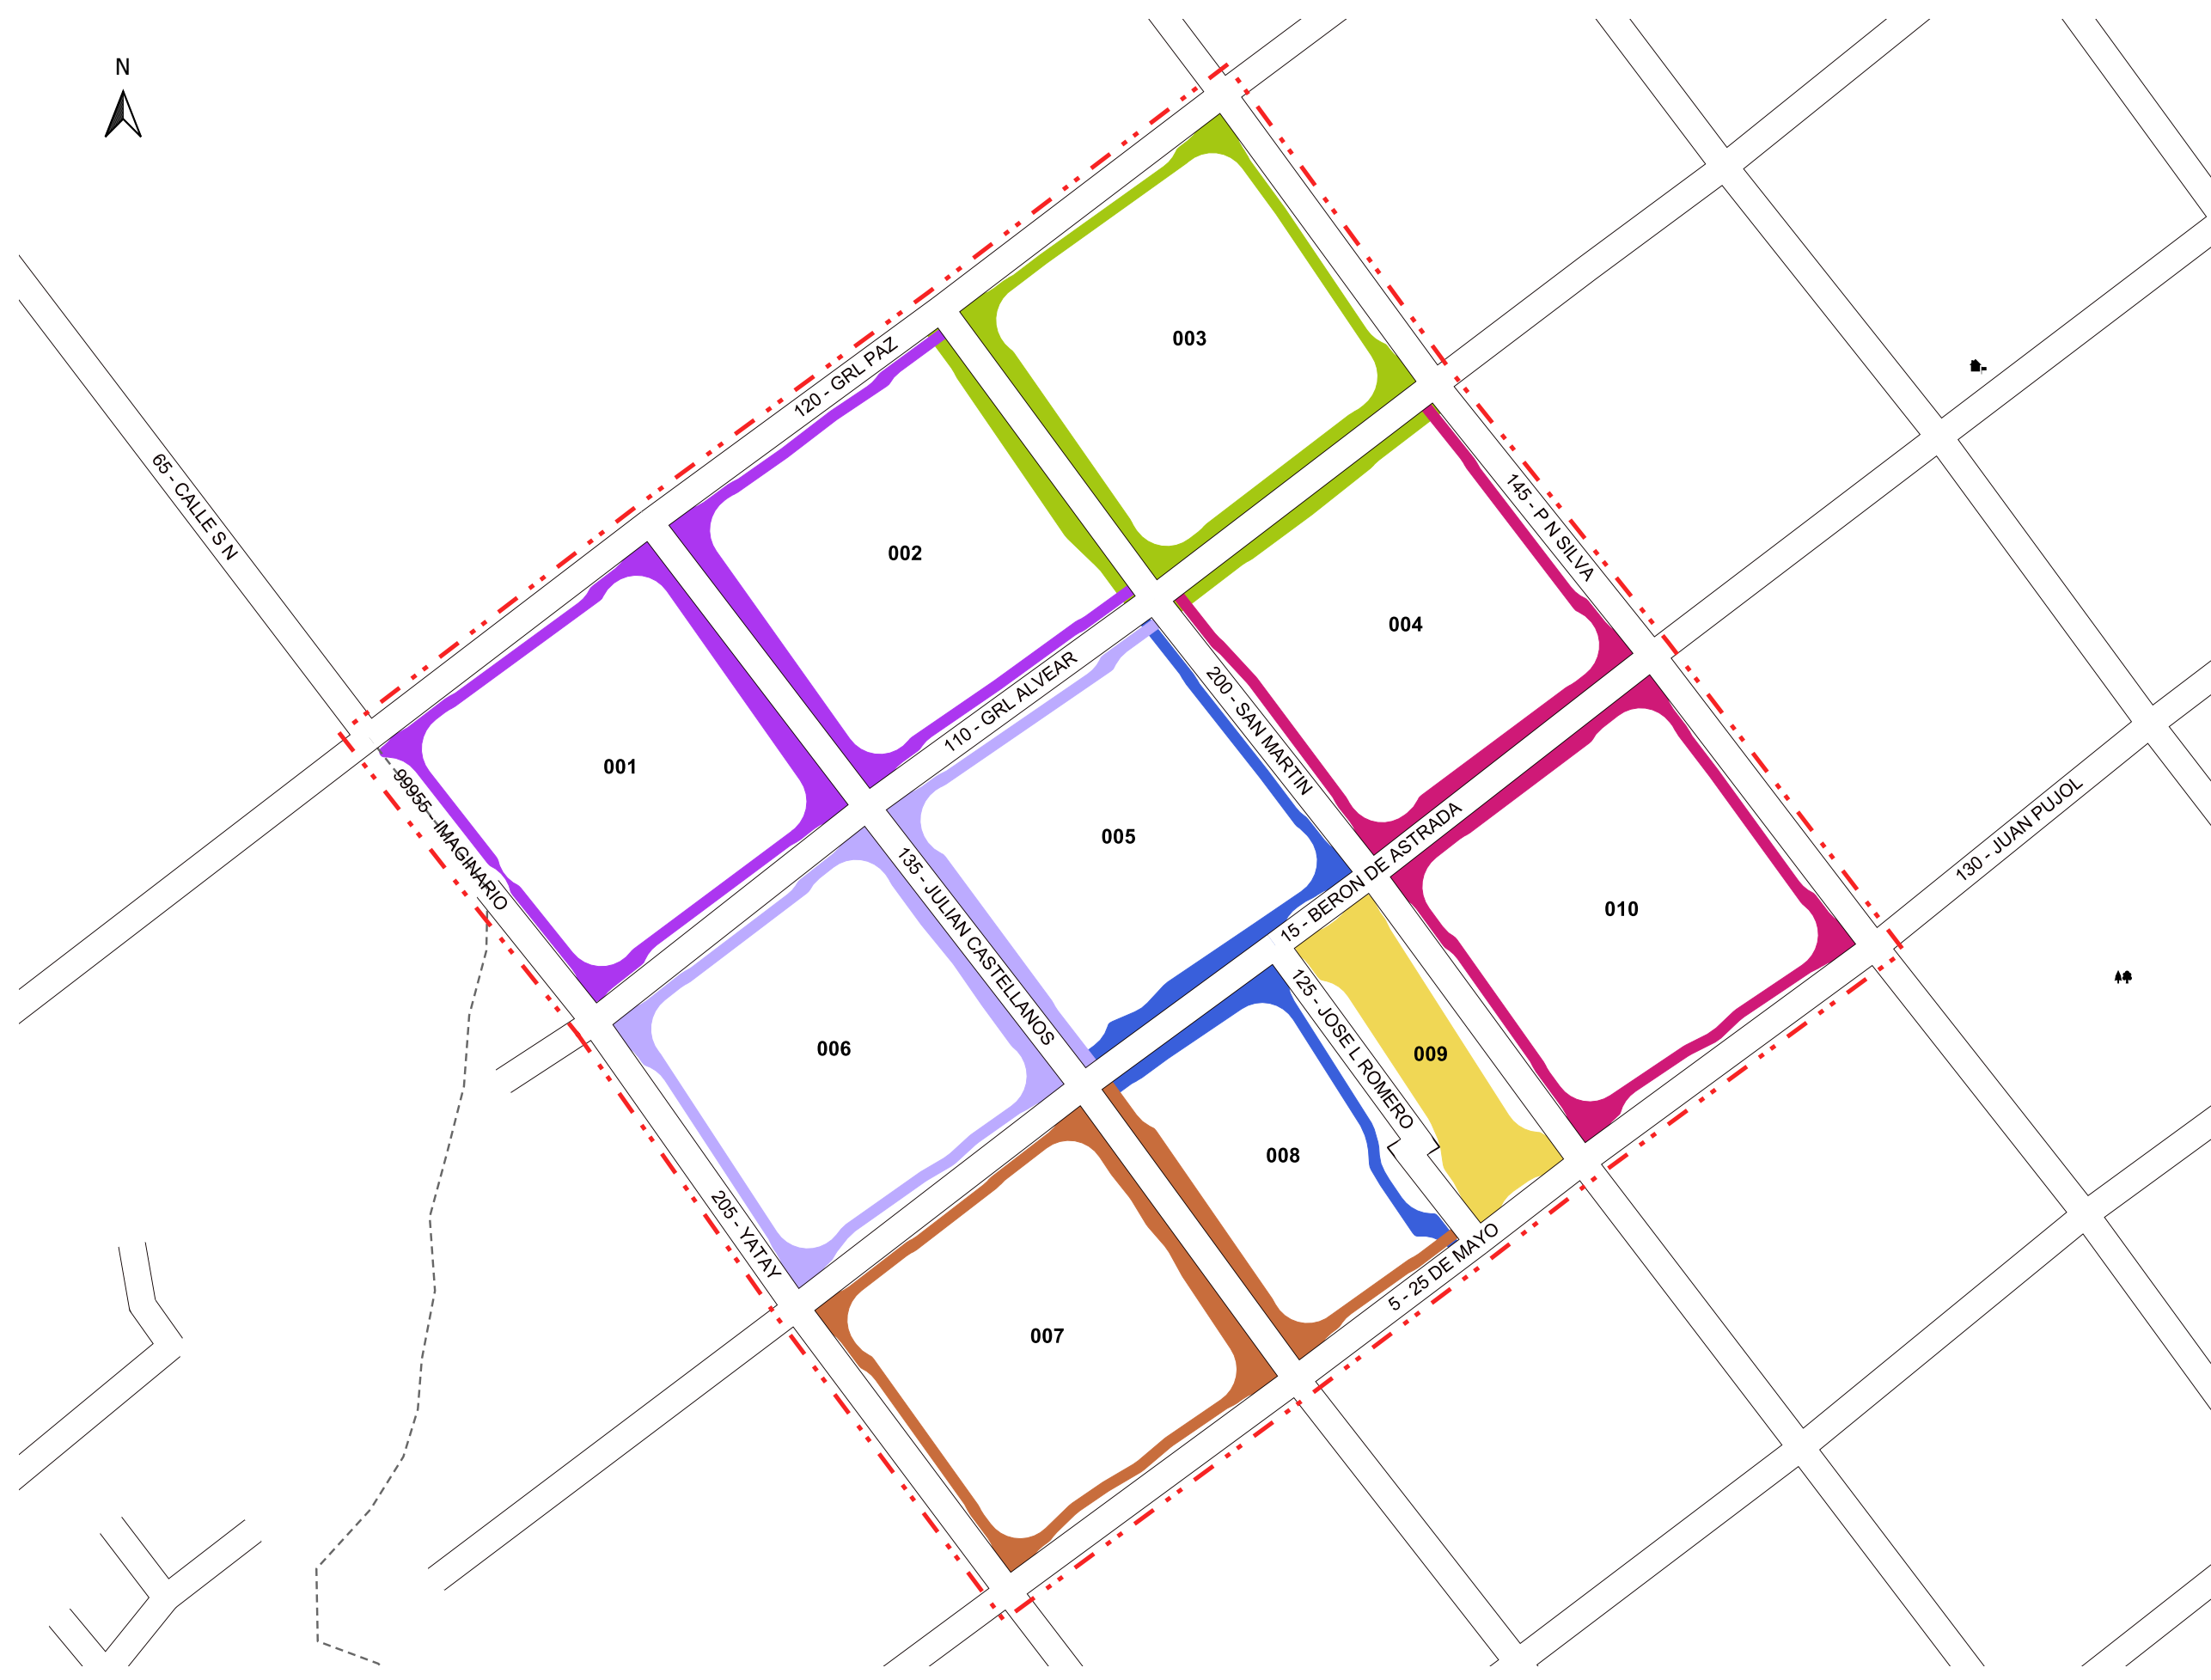 N
003
120 - GRL PAZ
002
65 - CALLE S N
145 - P N SILVA
004
110 - GRL ALVEAR
200 - SAN MARTIN
001
99955 - IMAGINARIO
005
135 - JULIAN CASTELLANOS
15 - BERON DE ASTRADA
130 - JUAN PUJOL
010
006
125 - JOSE L ROMERO
009
008
205 - YATAY
5 - 25 DE MAYO
007